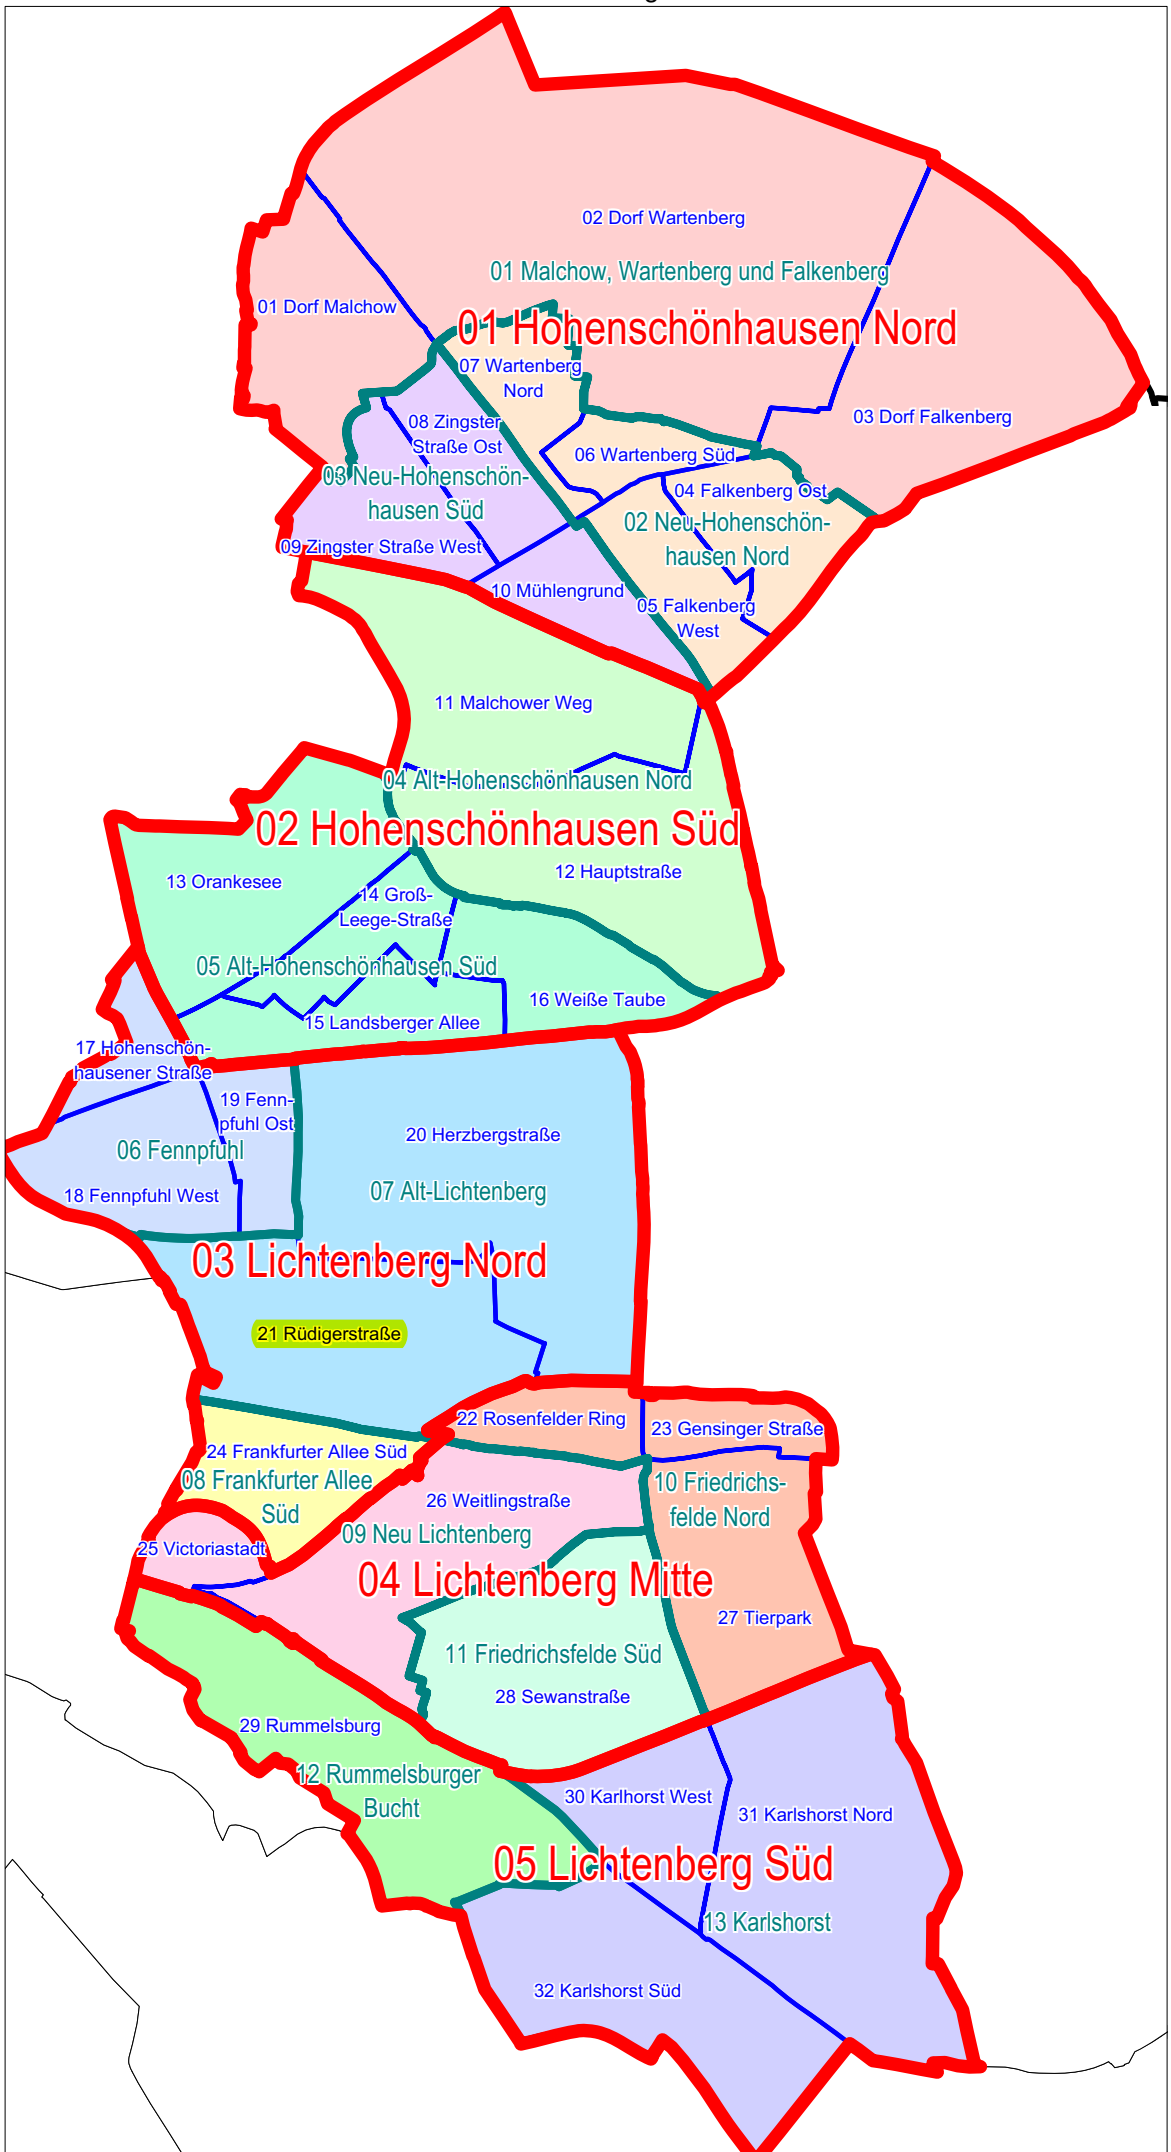 02 Dorf Wartenberg
01 Malchow, Wartenberg und Falkenberg
01 Dorf Malchow
01 Hohenschönhausen Nord
07 Wartenberg
Nord
03 Dorf Falkenberg
08 Zingster
Straße Ost
06 Wartenberg Süd
03 Neu-Hohenschön-
hausen Süd
04 Falkenberg Ost
02 Neu-Hohenschön-
hausen Nord
09 Zingster Straße West
10 Mühlengrund
05 Falkenberg
West
11 Malchower Weg
04 Alt-Hohenschönhausen Nord
02 Hohenschönhausen Süd
12 Hauptstraße
13 Orankesee
14 Groß-
Leege-Straße
05 Alt-Hohenschönhausen Süd
16 Weiße Taube
15 Landsberger Allee
17 Hohenschön-
hausener Straße
19 Fenn-
pfuhl Ost
20 Herzbergstraße
06 Fennpfuhl
18 Fennpfuhl West
07 Alt-Lichtenberg
03 Lichtenberg Nord
21 Rüdigerstraße
22 Rosenfelder Ring
23 Gensinger Straße
24 Frankfurter Allee Süd
08 Frankfurter Allee
Süd
10 Friedrichs-
felde Nord
26 Weitlingstraße
09 Neu Lichtenberg
25 Victoriastadt
04 Lichtenberg Mitte
27 Tierpark
11 Friedrichsfelde Süd
28 Sewanstraße
29 Rummelsburg
12 Rummelsburger
Bucht
30 Karlhorst West
31 Karlshorst Nord
05 Lichtenberg Süd
13 Karlshorst
32 Karlshorst Süd